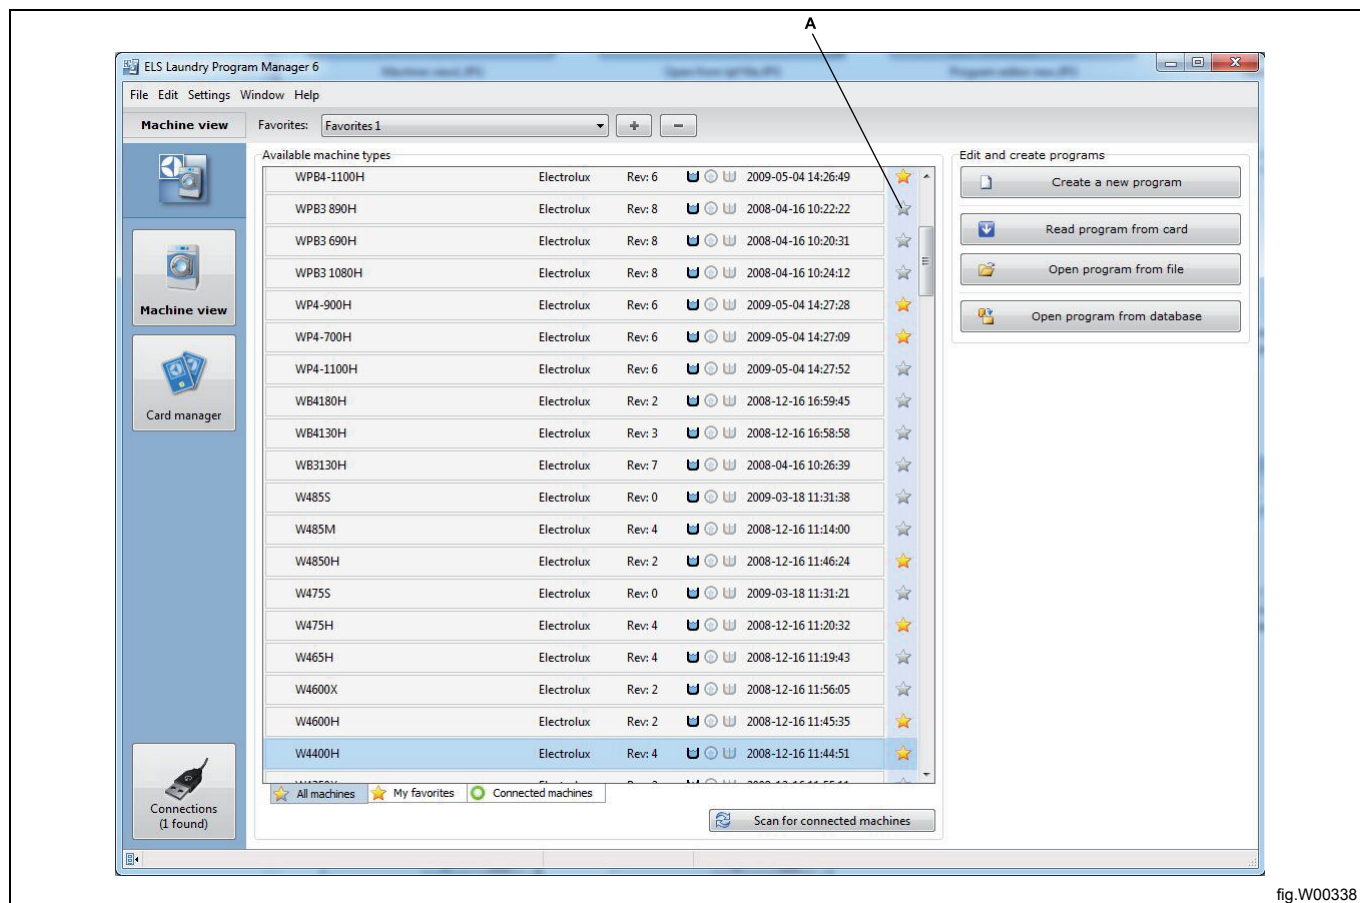 A
ELS Laundry Program Manager 6
File Edit Settings Window Help
Machine view Favorites: Favorites 1 + −
Available machine types
Edit and create programs
WPB4-1100H Electrolux Rev: 6 2009-05-04 14:26:49
WPB3 890H Electrolux Rev: 8 2008-04-16 10:22:22
WPB3 690H Electrolux Rev: 8 2008-04-16 10:20:31
WPB3 1080H Electrolux Rev: 8 2008-04-16 10:24:12
WP4-900H Electrolux Rev: 6 2009-05-04 14:27:28
WP4-700H Electrolux Rev: 6 2009-05-04 14:27:09
WP4-1100H Electrolux Rev: 6 2009-05-04 14:27:52
WB4180H Electrolux Rev: 2 2008-12-16 16:59:45
WB4130H Electrolux Rev: 3 2008-12-16 16:58:58
WB3130H Electrolux Rev: 7 2008-04-16 10:26:39
W485S Electrolux Rev: 0 2009-03-18 11:31:38
W485M Electrolux Rev: 4 2008-12-16 11:14:00
W4850H Electrolux Rev: 2 2008-12-16 11:46:24
W475S Electrolux Rev: 0 2009-03-18 11:31:21
W475H Electrolux Rev: 4 2008-12-16 11:20:32
W465H Electrolux Rev: 4 2008-12-16 11:19:43
W4600X Electrolux Rev: 2 2008-12-16 11:56:05
W4600H Electrolux Rev: 2 2008-12-16 11:45:35
W4400H Electrolux Rev: 4 2008-12-16 11:44:51
Create a new program
Read program from card
Open program from file
Open program from database
Machine view
Card manager
Connections
(1 found)
All machines My favorites Connected machines
Scan for connected machines
fig.W00338